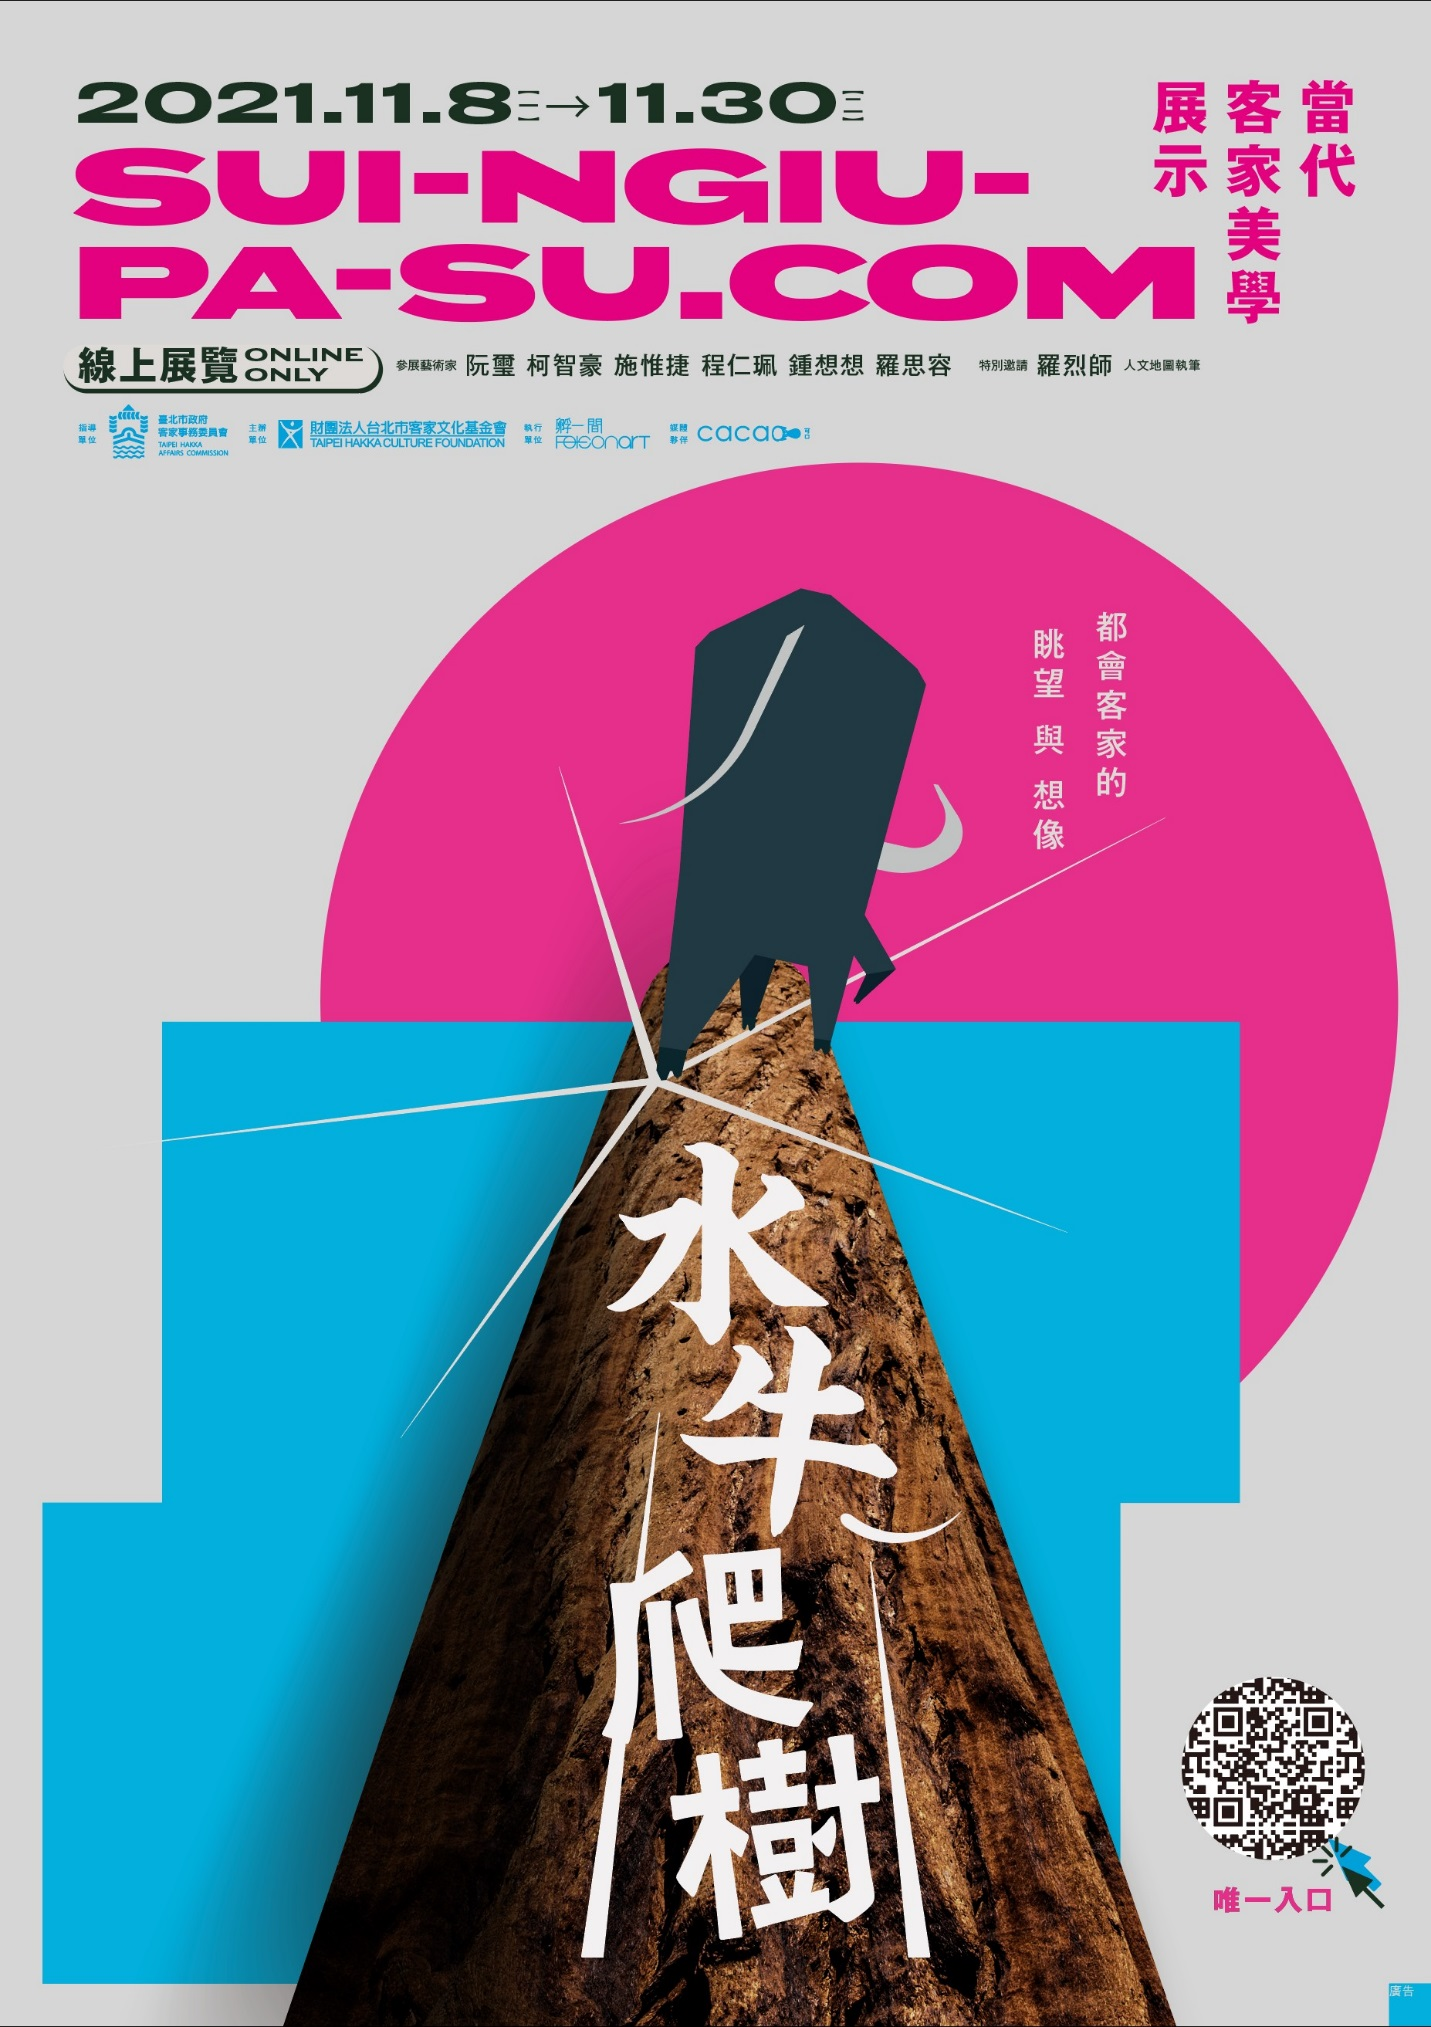 2021.11.8 ㊀→11.30 ㊁
SUI-NGIU-
PA-SU.COM
當代
客家美學
展示
線上展覽 ONLINE ONLY
參展藝術家 阮璽 柯智豪 施惟捷 程仁珮 鍾想想 羅思容 特別邀請 羅烈師 人文地圖執筆
指導單位 臺北市政府客家事務委員會 TAIPEI HAKKA AFFAIRS COMMISSION
主辦單位 財團法人台北市客家文化基金會 TAIPEI HAKKA CULTURE FOUNDATION
執行單位 孵一間
媒體夥伴 cacao 可口
都會客家的
眺望 與 想像
水牛
爬樹
唯一入口
廣告